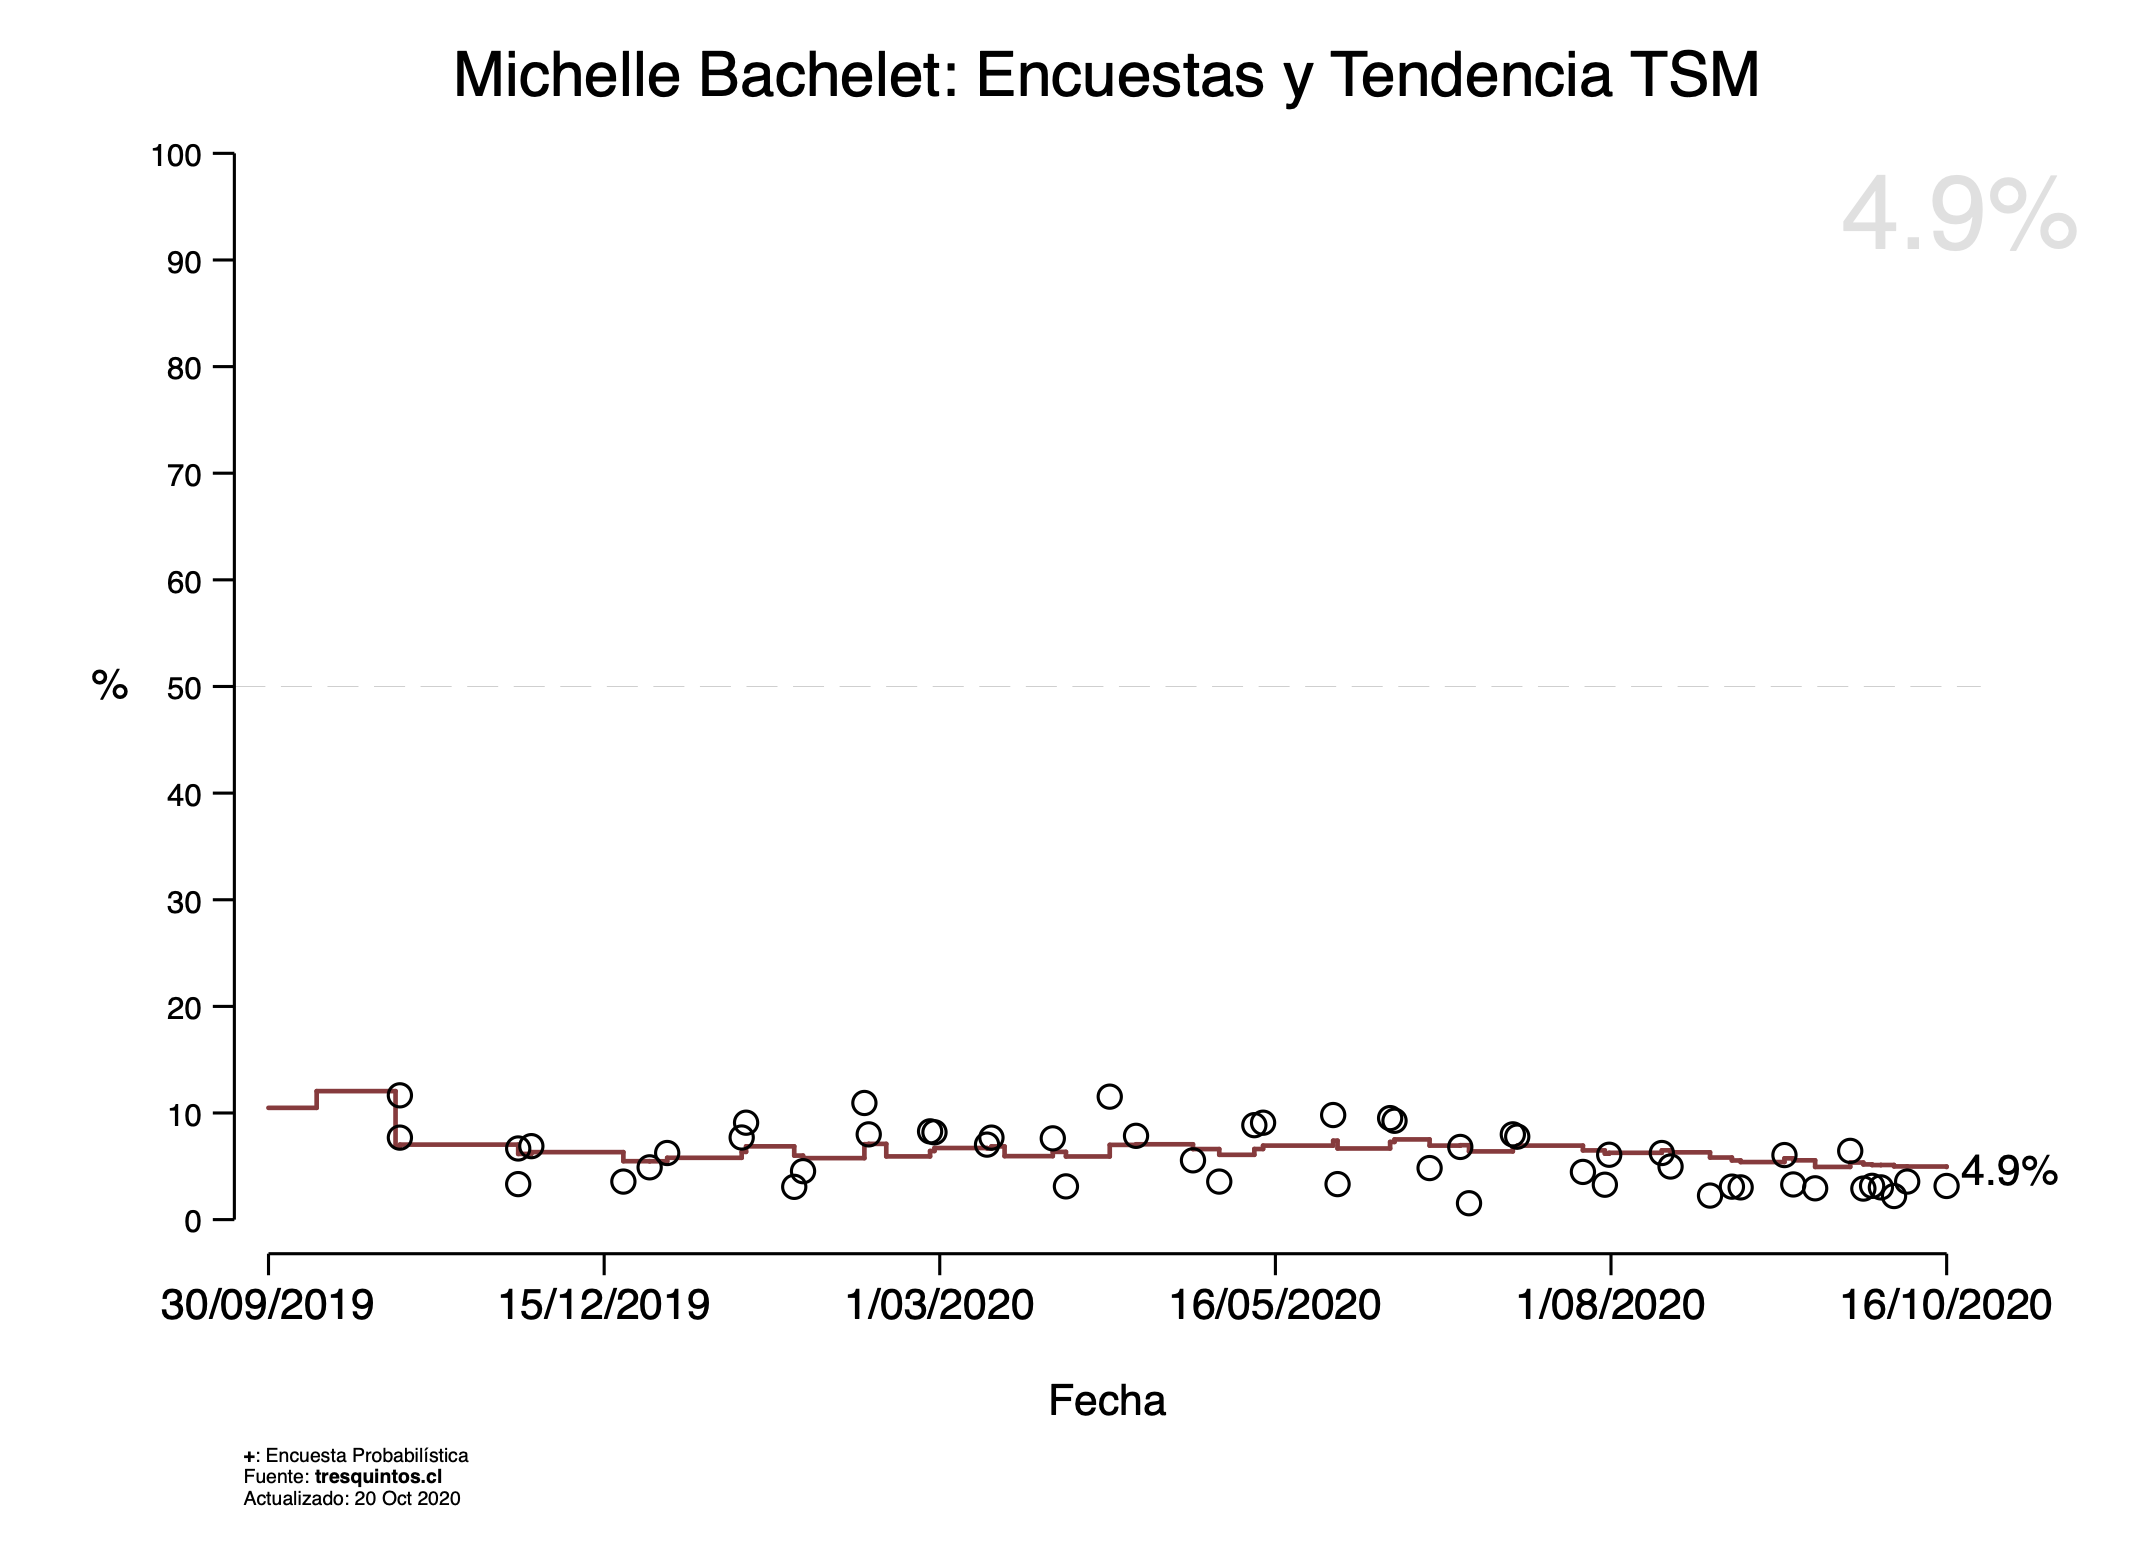 Michelle Bachelet: Encuestas y Tendencia TSM
4.9%
100
90
80
70
60
% 50
40
30
20
10
0
4.9%
30/09/2019 15/12/2019 1/03/2020 16/05/2020 1/08/2020 16/10/2020
Fecha
+: Encuesta Probabilística
Fuente: tresquintos.cl
Actualizado: 20 Oct 2020